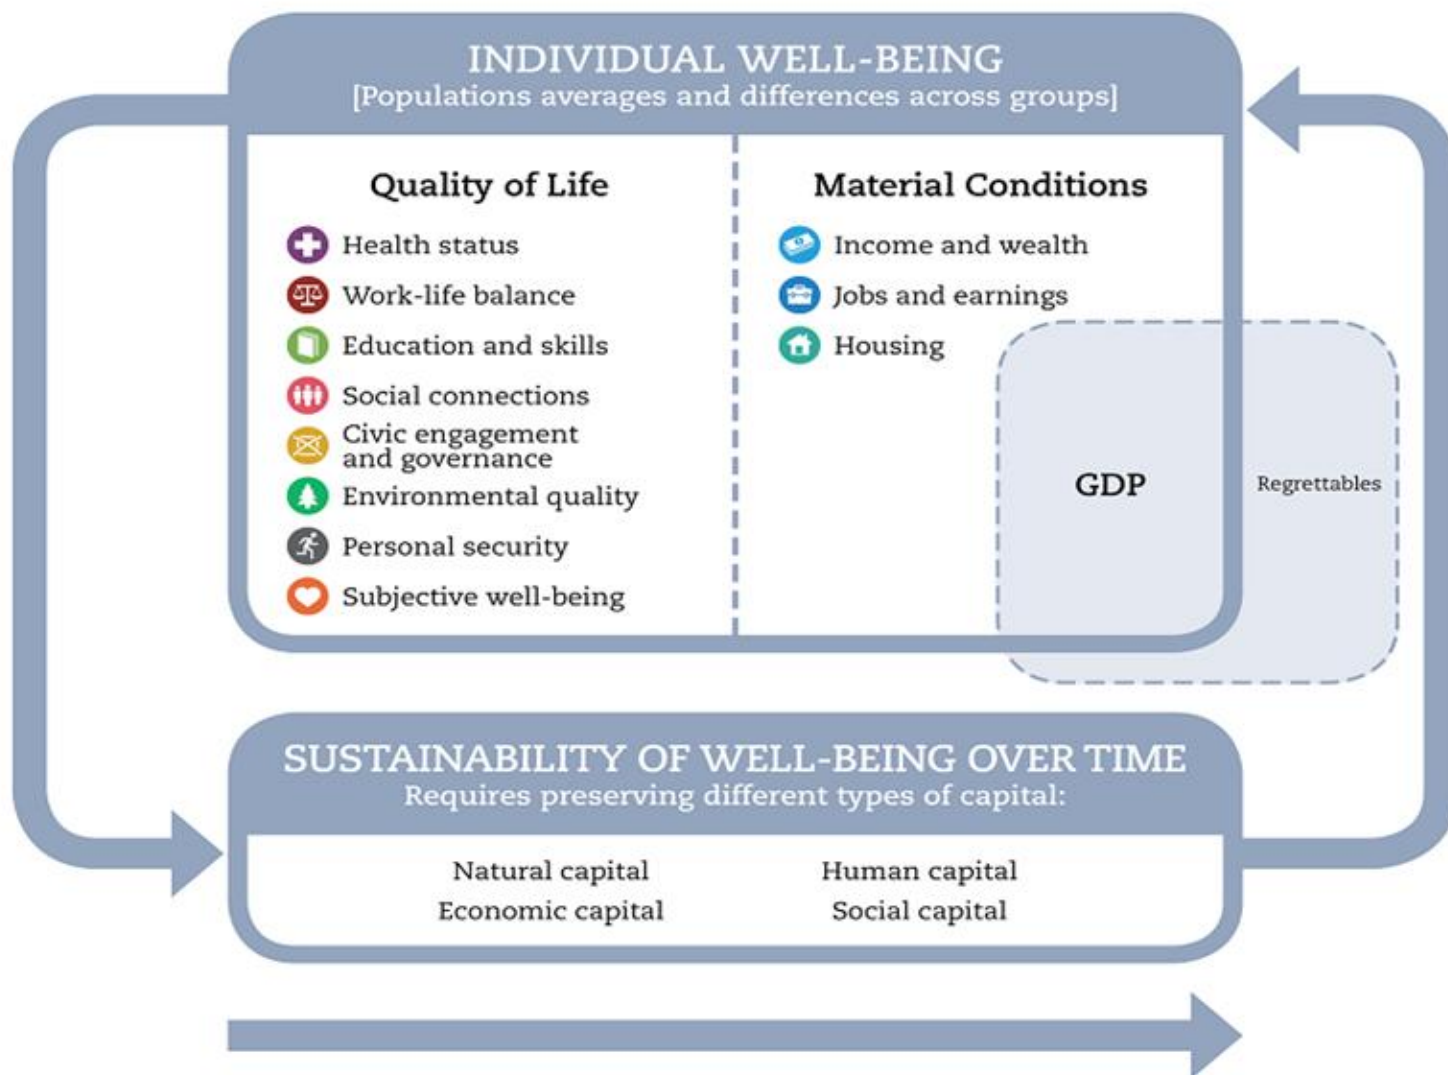 INDIVIDUAL WELL-BEING
[Populations averages and differences across groups]
Quality of Life
Health status
Work-life balance
Education and skills
Social connections
Civic engagement
and governance
Environmental quality
Personal security
Subjective well-being
Material Conditions
Income and wealth
Jobs and earnings
Housing
GDP
Regrettables
SUSTAINABILITY OF WELL-BEING OVER TIME
Requires preserving different types of capital:
Natural capital
Human capital
Economic capital
Social capital